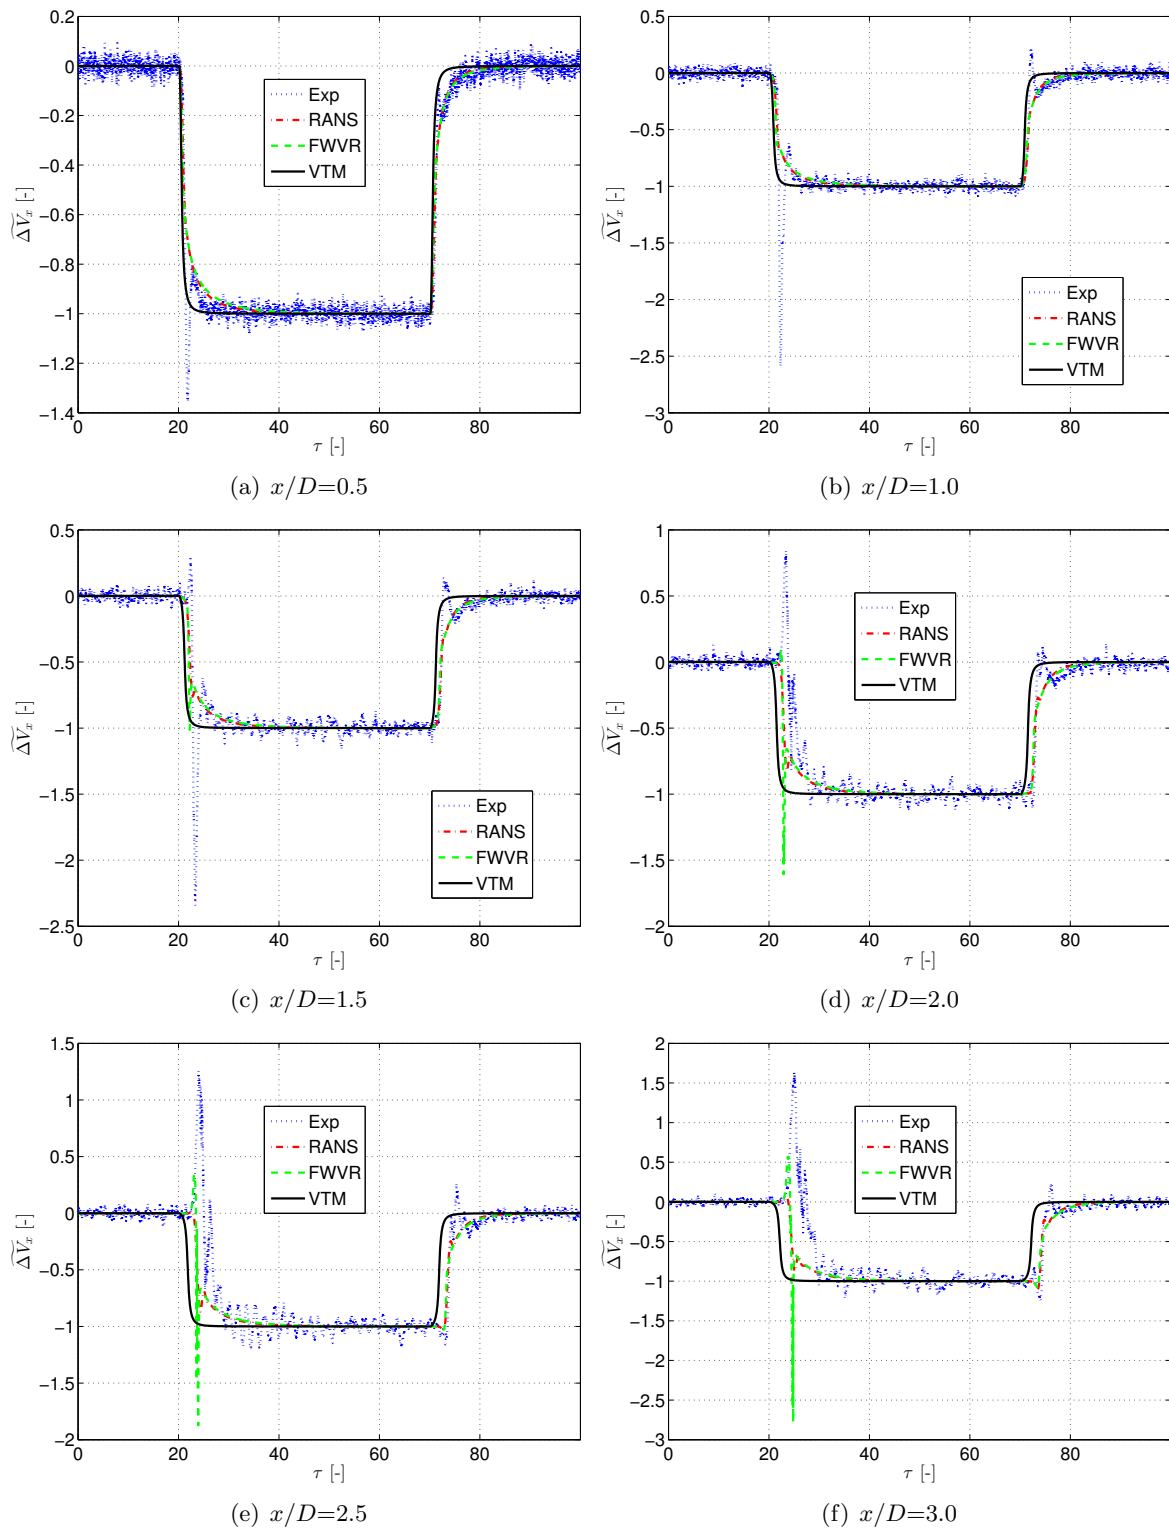 0.2
0
−0.2
−0.4
−0.6
−0.8
−1
−1.2
−1.4
0 20 40 60 80
τ [-]
ΔṼₓ [-]
Exp
RANS
FWVR
VTM
(a) x/D=0.5
0.5
0
−0.5
−1
−1.5
−2
−2.5
−3
0 20 40 60 80
τ [-]
ΔṼₓ [-]
Exp
RANS
FWVR
VTM
(b) x/D=1.0
0.5
0
−0.5
−1
−1.5
−2
−2.5
0 20 40 60 80
τ [-]
ΔṼₓ [-]
Exp
RANS
FWVR
VTM
(c) x/D=1.5
1
0.5
0
−0.5
−1
−1.5
−2
0 20 40 60 80
τ [-]
ΔṼₓ [-]
Exp
RANS
FWVR
VTM
(d) x/D=2.0
1.5
1
0.5
0
−0.5
−1
−1.5
−2
0 20 40 60 80
τ [-]
ΔṼₓ [-]
Exp
RANS
FWVR
VTM
(e) x/D=2.5
2
1.5
1
0.5
0
−0.5
−1
−1.5
−2
−2.5
−3
0 20 40 60 80
τ [-]
ΔṼₓ [-]
Exp
RANS
FWVR
VTM
(f) x/D=3.0